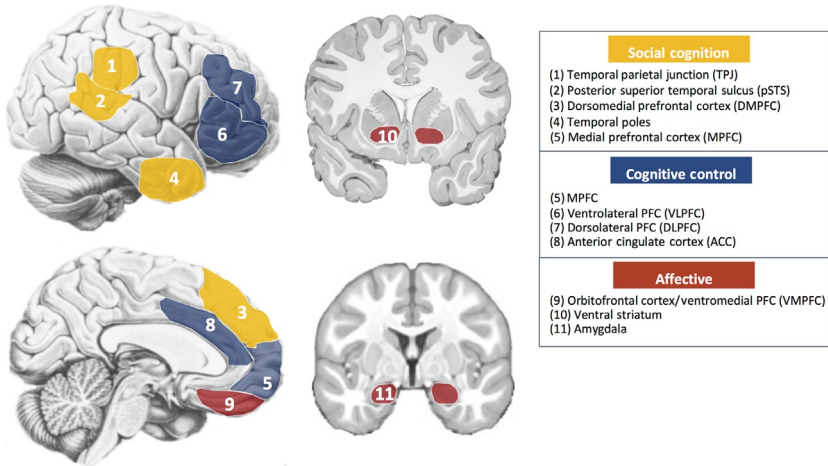 1
2
7
6
4
10
3
8
5
9
11
Social cognition
(1) Temporal parietal junction (TPJ)
(2) Posterior superior temporal sulcus (pSTS)
(3) Dorsomedial prefrontal cortex (DMPFC)
(4) Temporal poles
(5) Medial prefrontal cortex (MPFC)
Cognitive control
(5) MPFC
(6) Ventrolateral PFC (VLPFC)
(7) Dorsolateral PFC (DLPFC)
(8) Anterior cingulate cortex (ACC)
Affective
(9) Orbitofrontal cortex/ventromedial PFC (VMPFC)
(10) Ventral striatum
(11) Amygdala